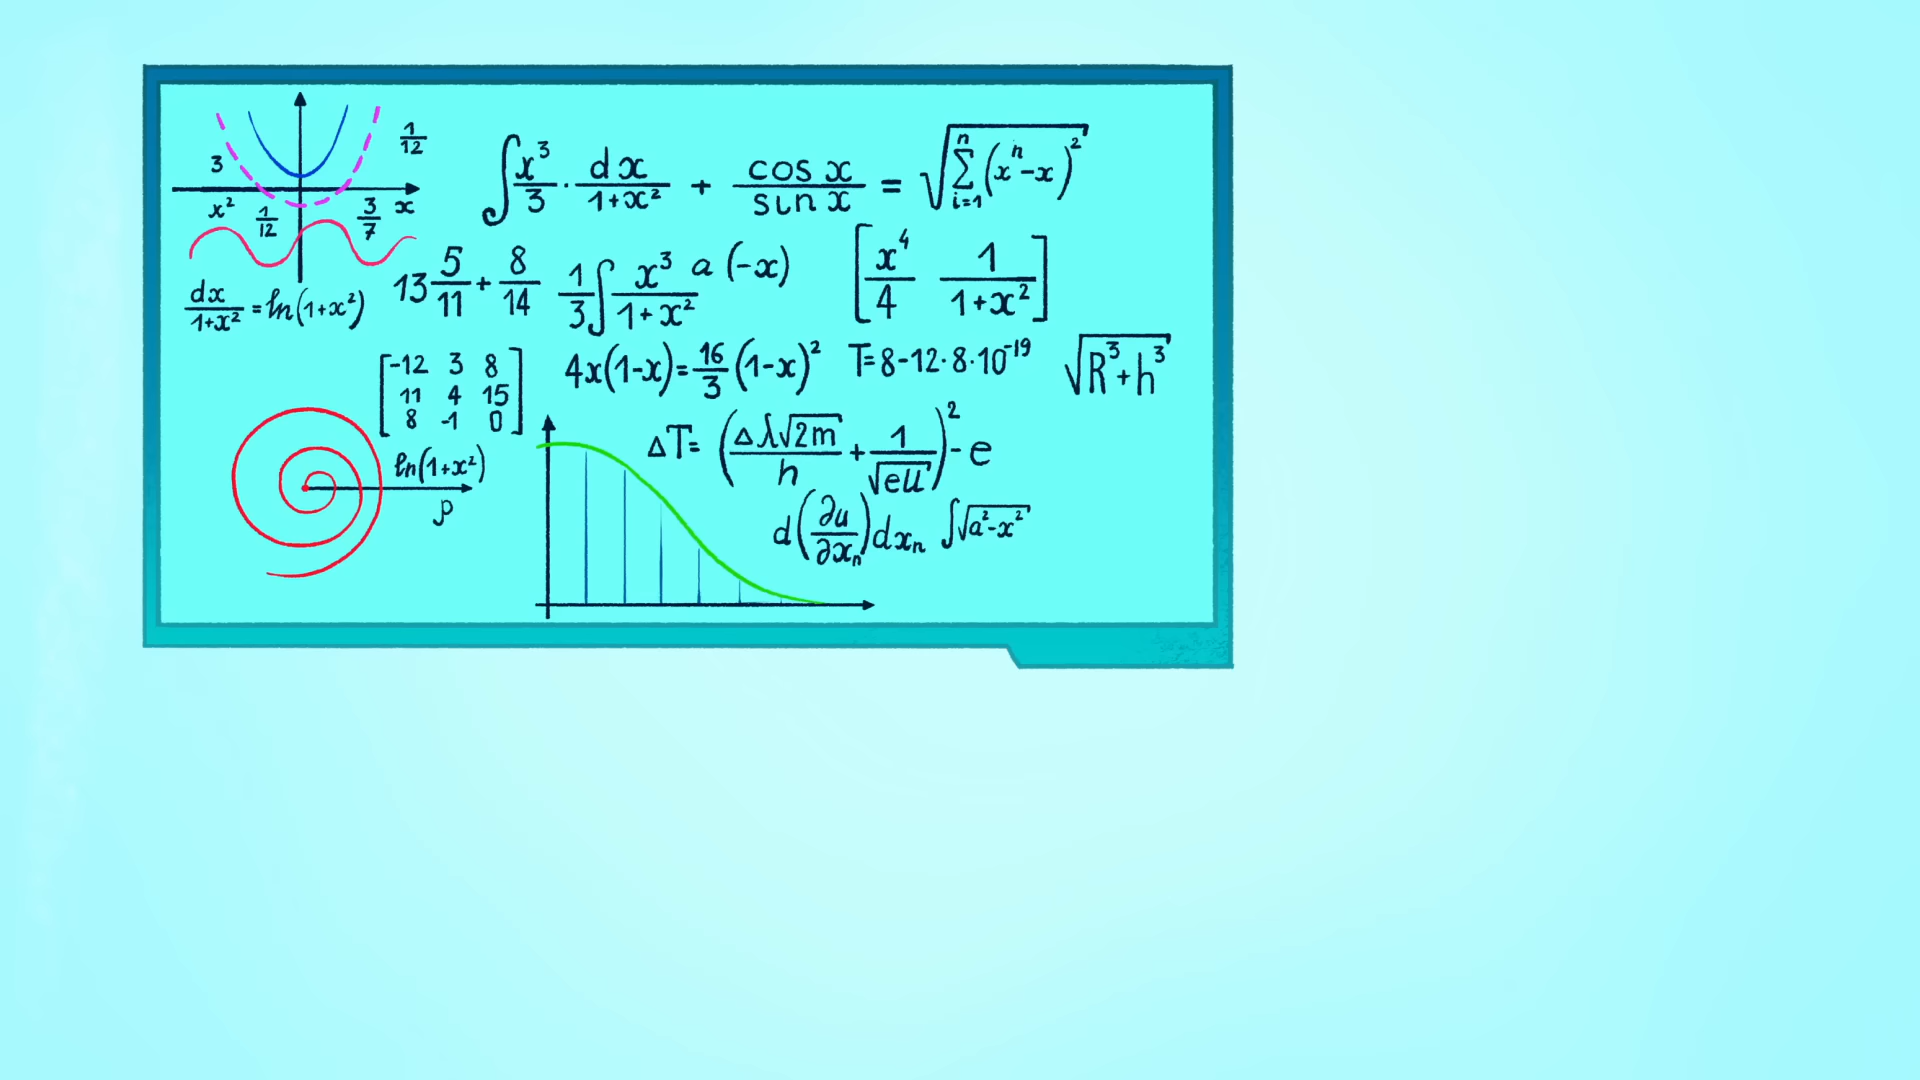 1/12
3
x² 1/12 3/7 x
∫ x³/3 · dx/1+x² + cos x/sin x = √ n ∑ i=1 (xⁿ-x)²
dx/1+x² = ln(1+x²)
13 5/11 + 8/14
1/3 ∫ x³/1+x² a (-x)
[x⁴/4 1/1+x²]
-12 3 8
11 4 15
8 -1 0
4x(1-x)=16/3(1-x)²
T=8-12·8·10⁻¹⁹
√R³+h³
ln(1+x²)
ρ
ΔT= (Δλ√2m/h + 1/√eU)² - e
d(∂u/∂xₙ)dxₙ ∫√a²-x²